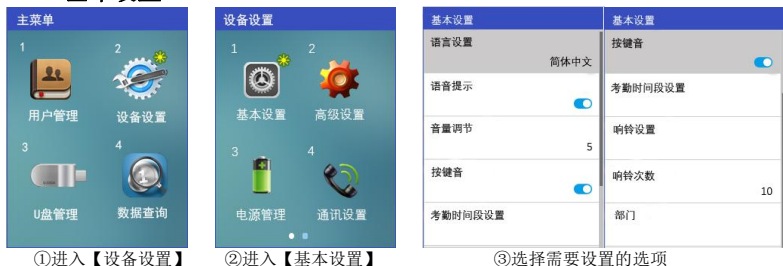 主菜单
1
2
用户管理
设备设置
3
4
U盘管理
数据查询
①进入【设备设置】
设备设置
1
2
基本设置
高级设置
3
4
电源管理
通讯设置
②进入【基本设置】
基本设置
语言设置
简体中文
语音提示
音量调节
5
按键音
考勤时间段设置
基本设置
按键音
考勤时间段设置
响铃设置
响铃次数
10
部门
③选择需要设置的选项